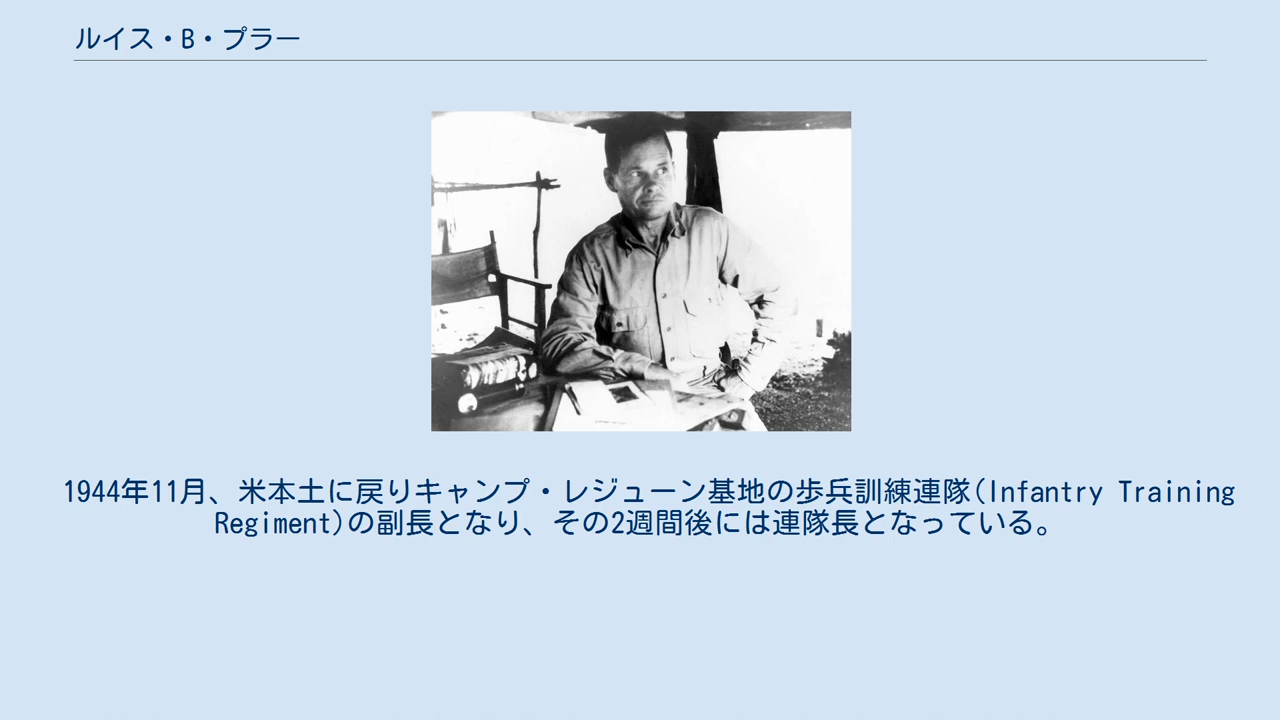 ルイス・B・プラー
1944年11月、米本土に戻りキャンプ・レジューン基地の歩兵訓練連隊(Infantry Training
Regiment)の副長となり、その2週間後には連隊長となっている。